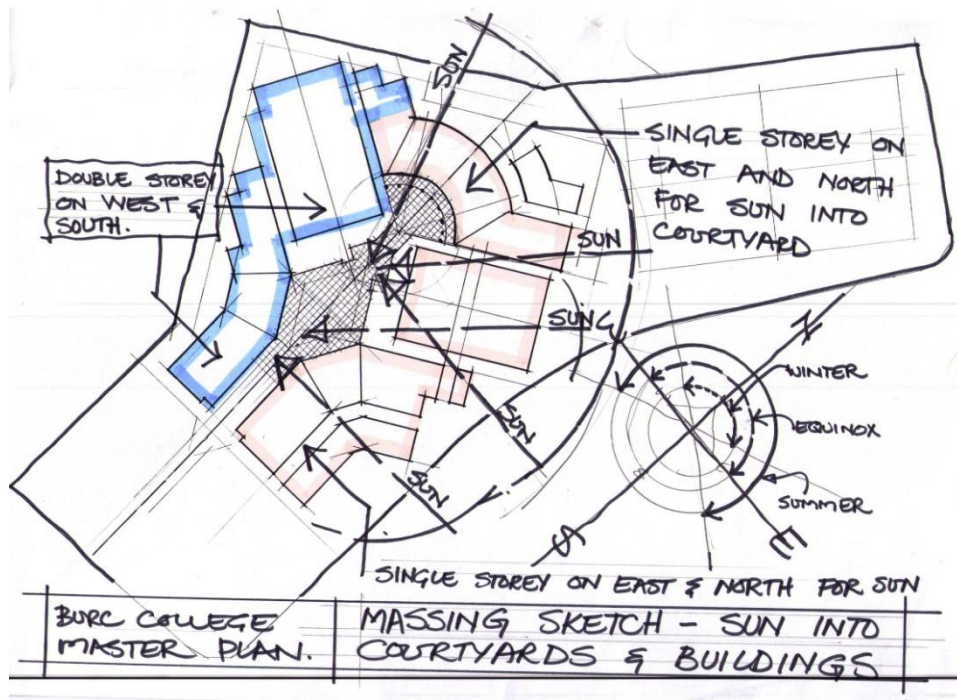 SUN
SINGLE STOREY ON
EAST AND NORTH
FOR SUN INTO
COURTYARD
DOUBLE STOREY
ON WEST &
SOUTH.
SUN
SUN
N
WINTER
EQUINOX
SUMMER
SUN
SUN
S
E
SINGLE STOREY ON EAST & NORTH FOR SUN
BURC COLLEGE
MASTER PLAN.
MASSING SKETCH - SUN INTO
COURTYARDS & BUILDINGS